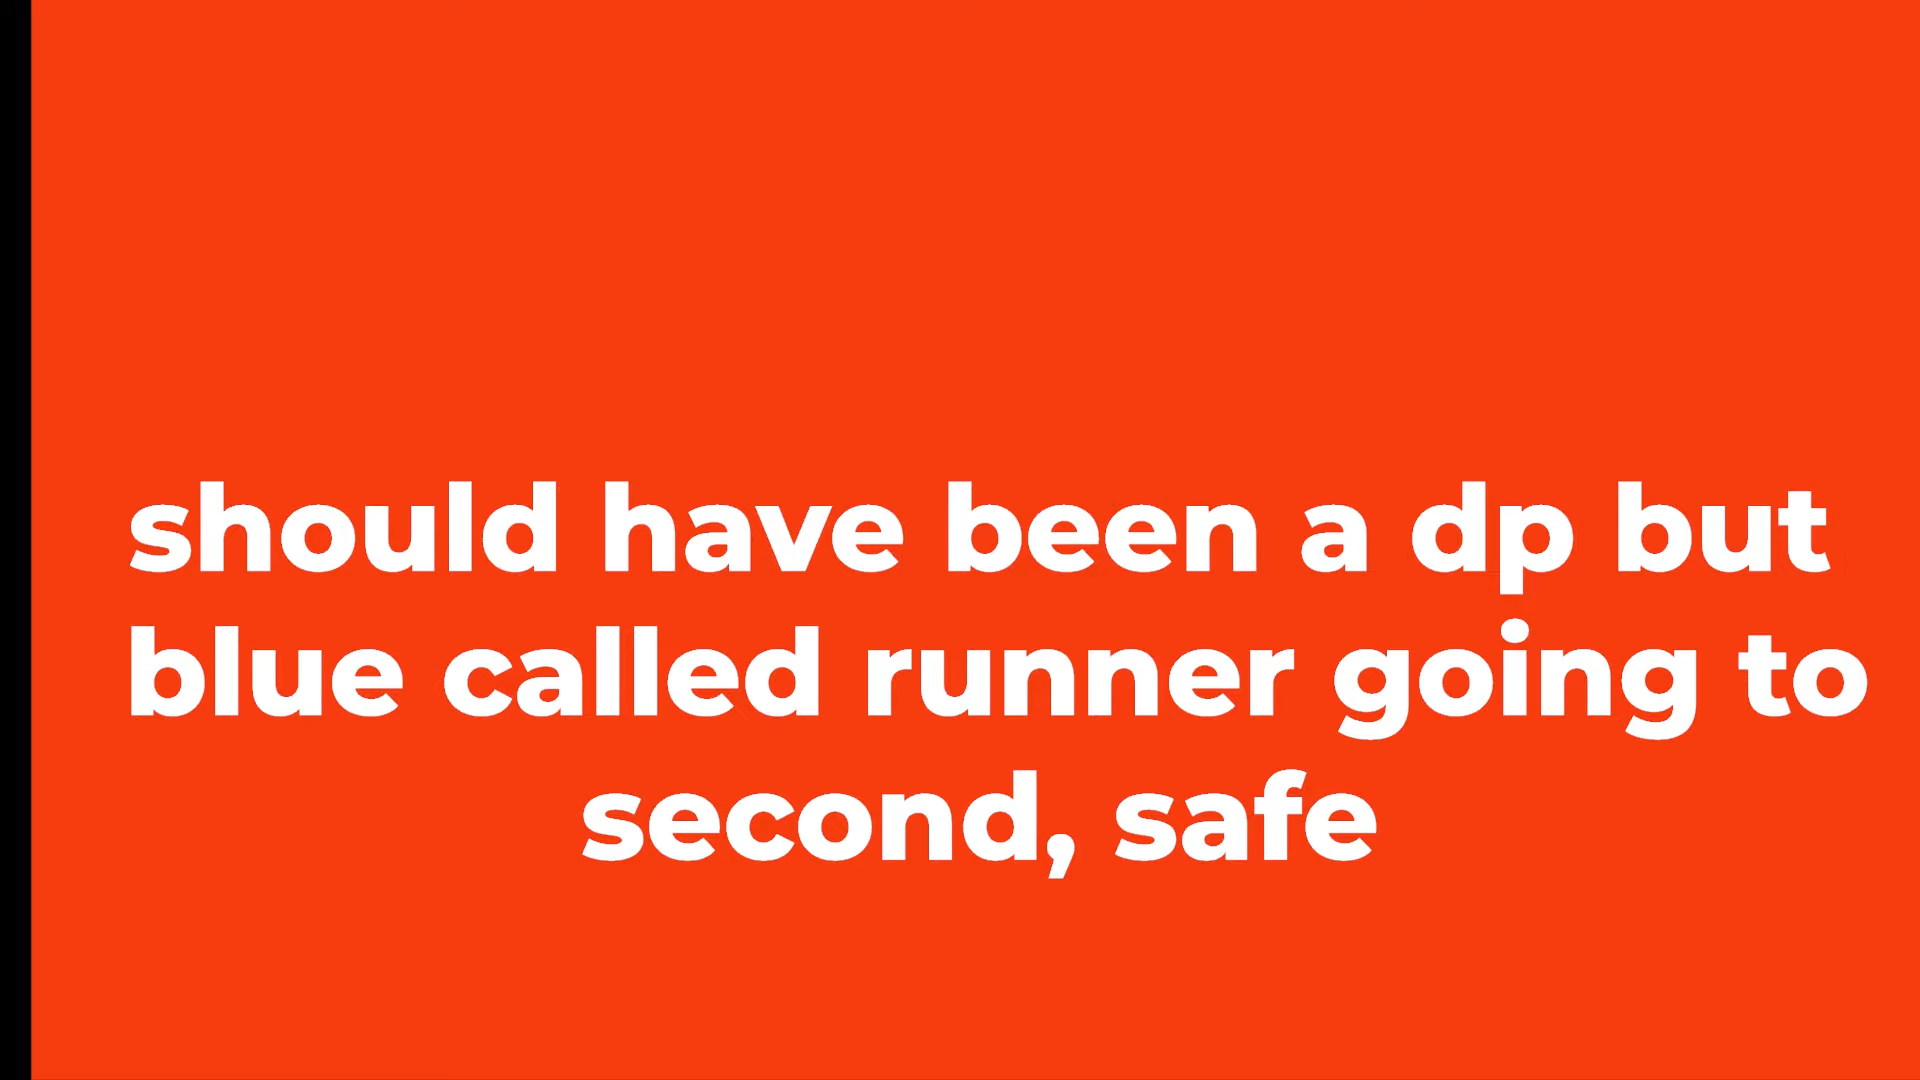 should have been a dp but
blue called runner going to
second, safe